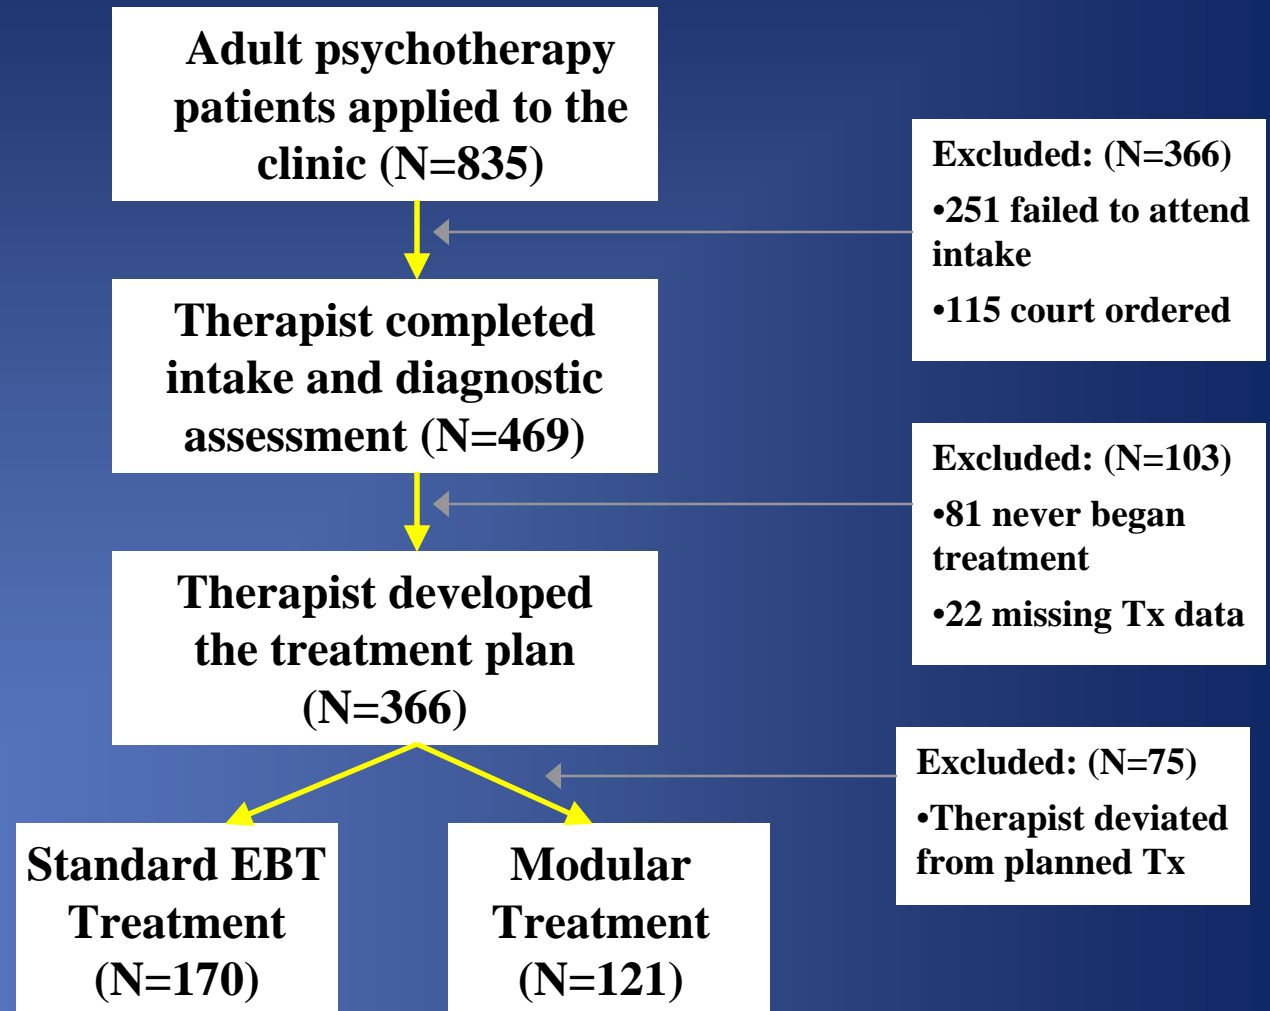 Adult psychotherapy
patients applied to the
clinic (N=835)
Excluded: (N=366)
•251 failed to attend
intake
•115 court ordered
Therapist completed
intake and diagnostic
assessment (N=469)
Excluded: (N=103)
•81 never began
treatment
•22 missing Tx data
Therapist developed
the treatment plan
(N=366)
Excluded: (N=75)
•Therapist deviated
from planned Tx
Standard EBT
Treatment
(N=170)
Modular
Treatment
(N=121)